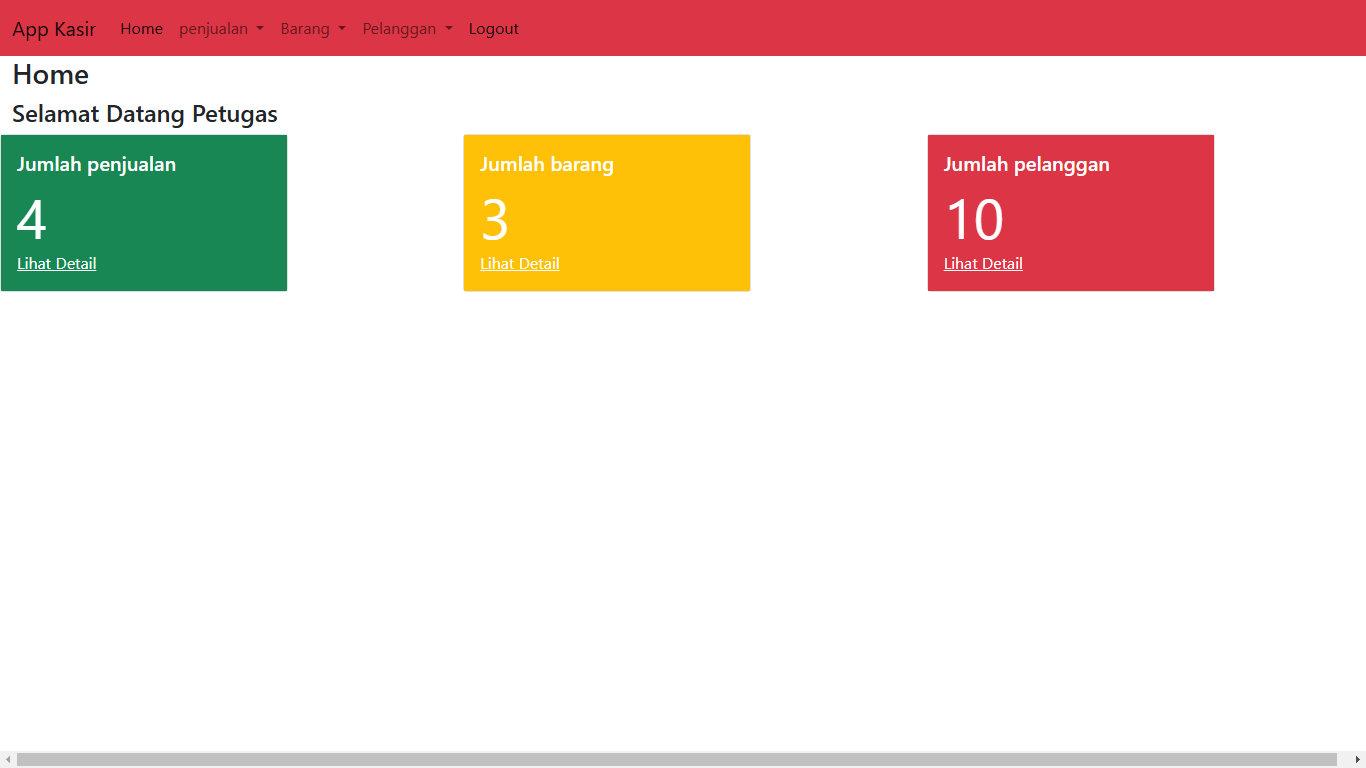 App Kasir Home penjualan Barang Pelanggan Logout
Home
Selamat Datang Petugas
Jumlah penjualan
4
Lihat Detail
Jumlah barang
3
Lihat Detail
Jumlah pelanggan
10
Lihat Detail